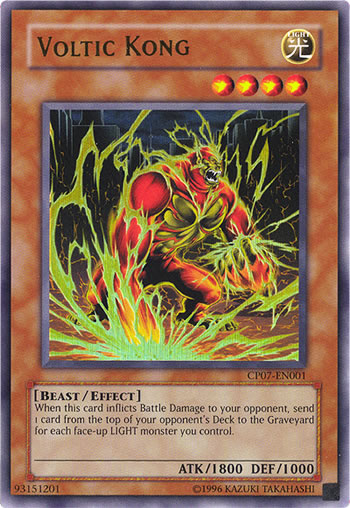 VOLTIC KONG
LIGHT
光
CP07-EN001
[BEAST/EFFECT]
When this card inflicts Battle Damage to your opponent, send
1 card from the top of your opponent's Deck to the Graveyard
for each face-up LIGHT monster you control.
ATK/1800 DEF/1000
93151201
©1996 KAZUKI TAKAHASHI